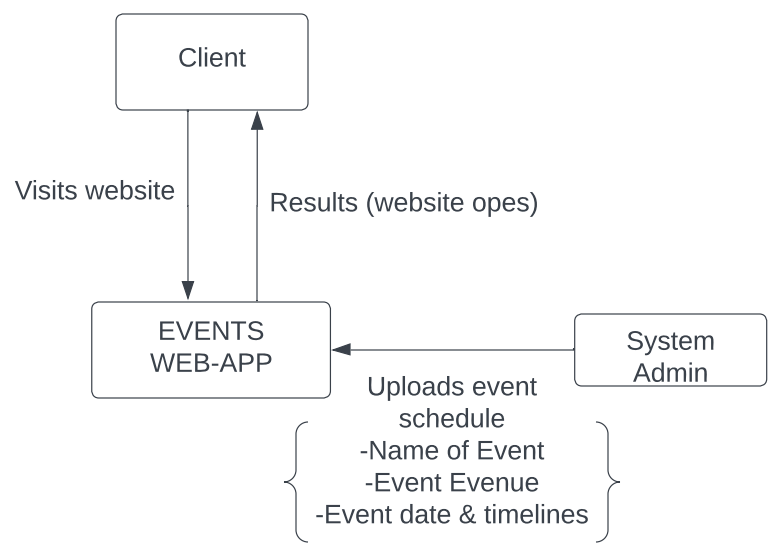 Client
Visits website
Results (website opes)
EVENTS
WEB-APP
System
Admin
Uploads event
schedule
-Name of Event
-Event Evenue
-Event date & timelines